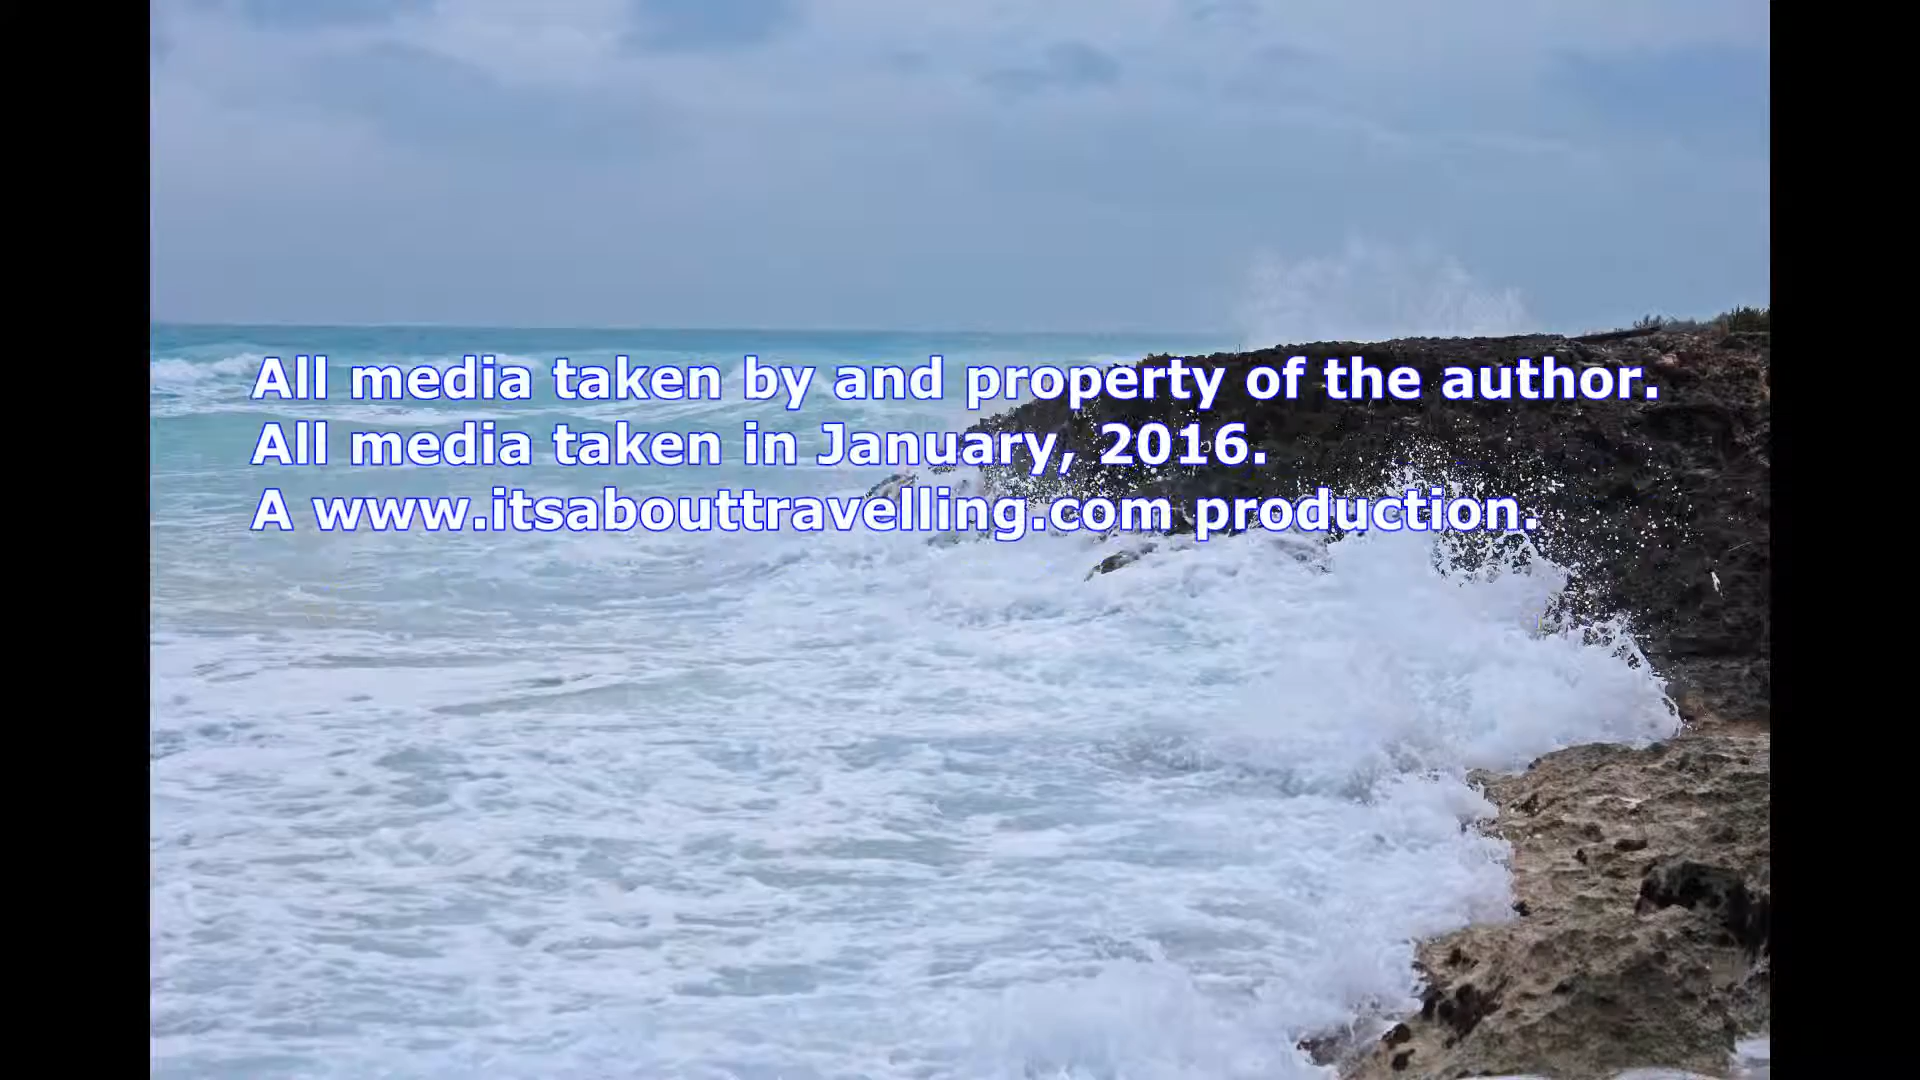 All media taken by and property of the author.
All media taken in January, 2016.
A www.itsabouttravelling.com production.